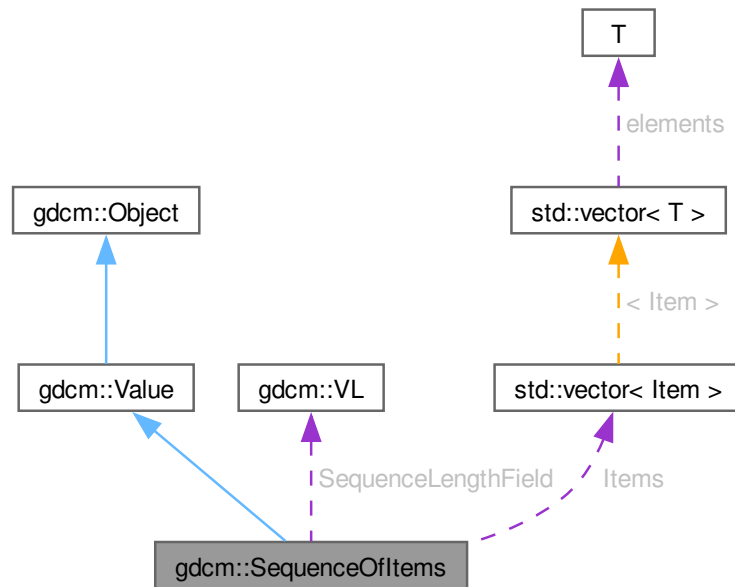 T
elements
gdcm::Object
std::vector< T >
< Item >
gdcm::Value
gdcm::VL
std::vector< Item >
SequenceLengthField
Items
gdcm::SequenceOfItems